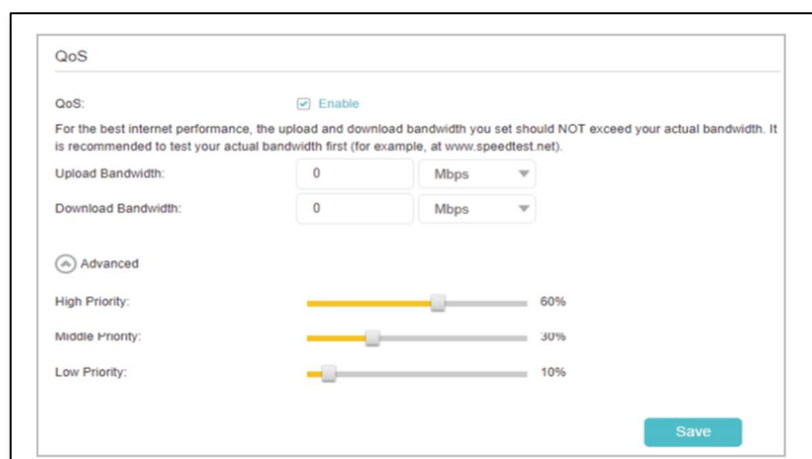 QoS
QoS: Enable
For the best internet performance, the upload and download bandwidth you set should NOT exceed your actual bandwidth. It
is recommended to test your actual bandwidth first (for example, at www.speedtest.net).
Upload Bandwidth: 0 Mbps
Download Bandwidth: 0 Mbps
Advanced
High Priority: 60%
Middle Priority: 30%
Low Priority: 10%
Save